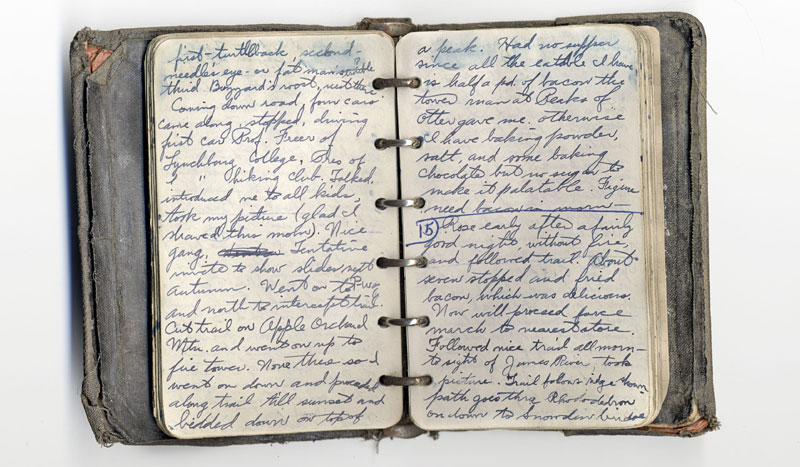 first - turtleback, second -
needles eye - or fat man's
third Buzzard's roost, rest there
Coming down road, four cars
came along, stopped, driving
first car Prof. Freer of
Lynchburg College, Pres of
" " hiking club. Talked.
introduced me to all kids,
took my picture (glad I
shaved this morn). Nice
gang, Tentative
invite to show slides next
autumn. Went on to P-way
and north to intercept trail.
Cut trail on Apple Orchard
Mtn. and went on up to
fire tower. None there so I
went on down and proceeded
along trail till sunset and
bedded down on top of
a peak. Had no supper
since all the eatible I have
is half a pd. of bacon the
tower man at Peaks of
Otter gave me. otherwise
I have baking powder,
salt, and some baking
chocolate but no sugar to
make it palatable. Figure
need bacon in morn -
15 Rose early after a fairly
good night, without fire,
and followed trail. About
seven stopped and fried
bacon, which was delicious.
Now will proceed force
march to nearest store.
Followed nice trail all morn -
to sight of James River - took
picture. Trail follows ridge down
path goes thru Rhododendron
on down to Snowden bridge